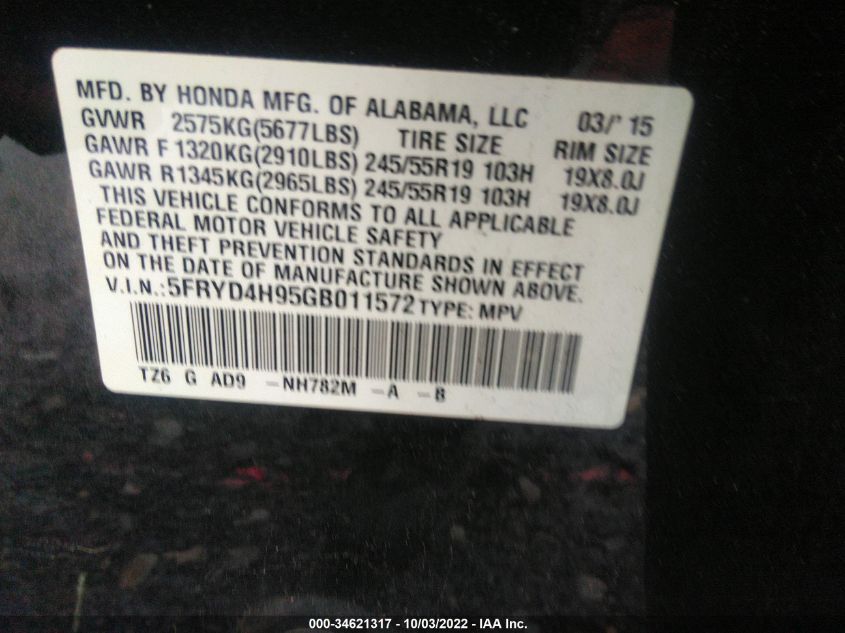 MFD. BY HONDA MFG. OF ALABAMA, LLC 03/' 15
GVWR 2575KG(5677LBS) TIRE SIZE RIM SIZE
GAWR F 1320KG(2910LBS) 245/55R19 103H 19X8.0J
GAWR R1345KG(2965LBS) 245/55R19 103H 19X8.0J
THIS VEHICLE CONFORMS TO ALL APPLICABLE
FEDERAL MOTOR VEHICLE SAFETY
AND THEFT PREVENTION STANDARDS IN EFFECT
ON THE DATE OF MANUFACTURE SHOWN ABOVE.
V.I.N.:5FRYD4H95GB011572 TYPE: MPV
TZ6 G AD9 -NH782M -A -B
000-34621317 - 10/03/2022 - IAA Inc.